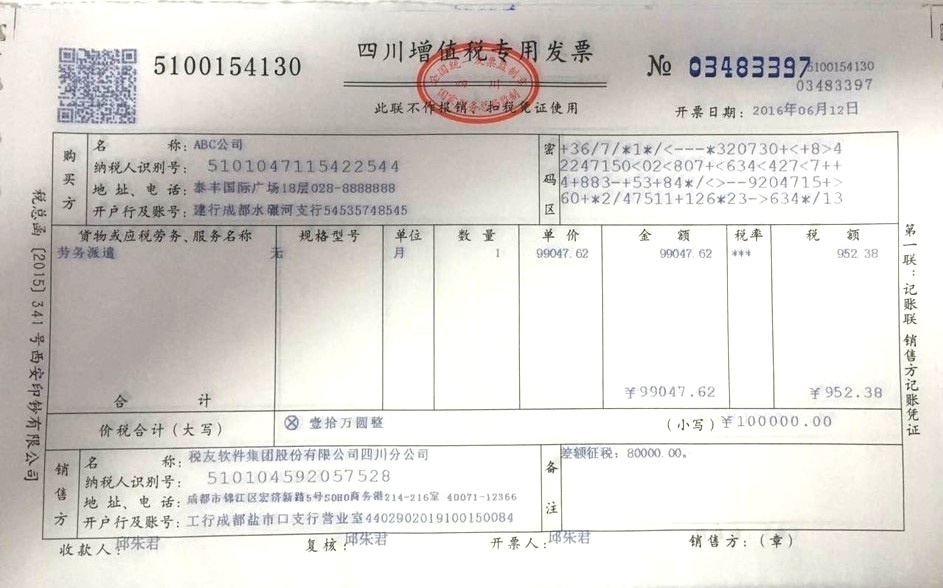 5100154130
四川增值税专用发票
№ 03483397
5100154130
03483397
此联不作报销、扣税凭证使用
开票日期：2016年06月12日
购买方
名 称：ABC公司
纳税人识别号：5101047115422544
地 址、电 话：泰丰国际广场18层028-8888888
开户行及账号：建行成都水碾河支行54535748545
密码区
+36/7/*1*/<---*320730+<+8>4
2247150<02<807+<634<427<7++
4+883-+53+84*/<>--9204715+>
60+*2/47511+126*23->634*/13
货物或应税劳务、服务名称 规格型号 单位 数 量 单 价 金 额 税率 税 额
劳务派遣 无 月 1 99047.62 99047.62 *** 952.38
合 计 ￥99047.62 ￥952.38
价税合计（大写） ⊗ 壹拾万圆整 （小写）￥100000.00
销售方
名 称：税友软件集团股份有限公司四川分公司
纳税人识别号：510104592057528
地 址、电 话：成都市锦江区宏济新路5号SOHO商务港214-216室 40071-12366
开户行及账号：工行成都盐市口支行营业室4402902019100150084
备注
差额征税：80000.00。
收款人：邱朱君 复核：邱朱君 开票人：邱朱君 销售方：（章）
税总函〔2015〕341号西安印钞有限公司
第一联：记账联 销售方记账凭证